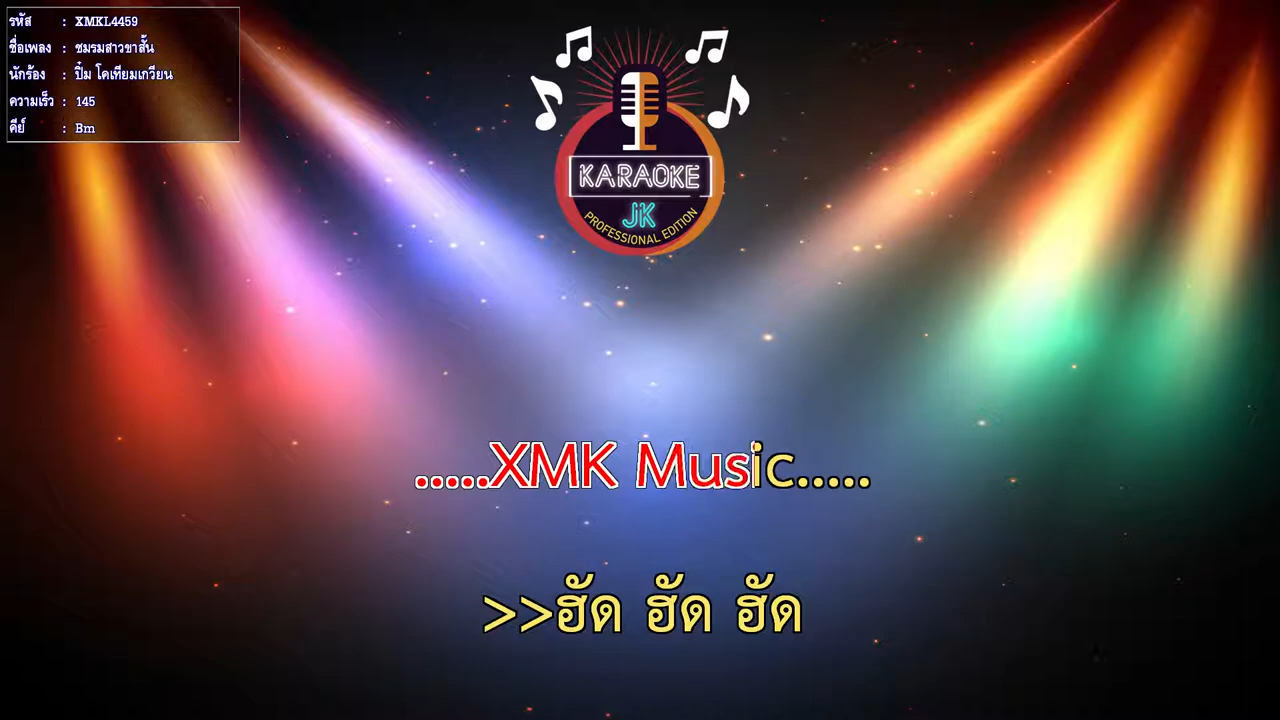 รหัส : XMKL4459
ชื่อเพลง : ชมรมสาวขาสั้น
นักร้อง : ปิ๋ม โคเทียมเกวียน
ความเร็ว : 145
คีย์ : Bm
KARAOKE
JK
PROFESSIONAL EDITION
.....XMK Music.....
>>ฮัด ฮัด ฮัด